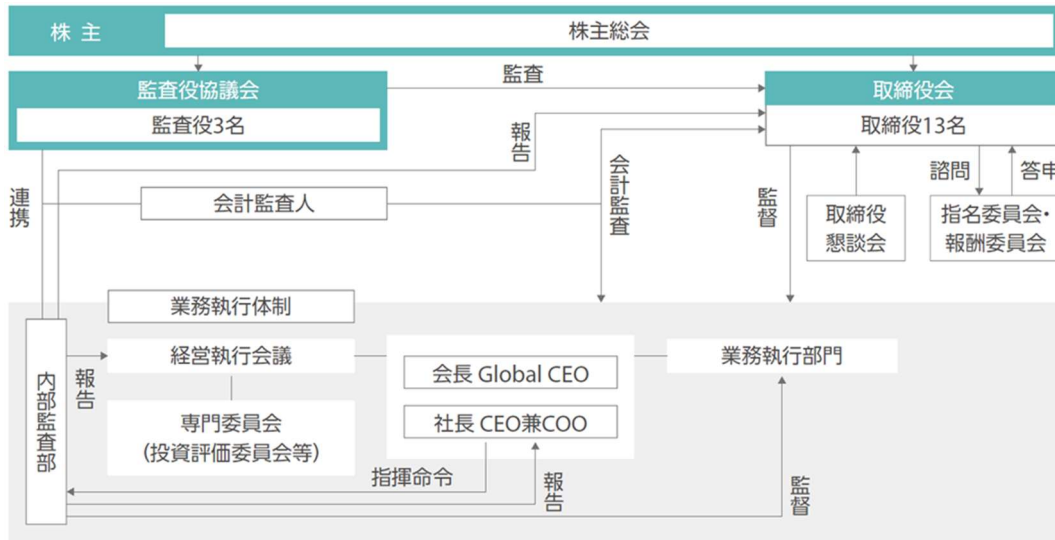 株 主
株主総会
監査役協議会
監査役3名
監査
取締役会
取締役13名
報告
連携
会計監査人
会計監査
監督
諮問
答申
取締役
懇談会
指名委員会・
報酬委員会
業務執行体制
内部監査部
報告
経営執行会議
専門委員会
(投資評価委員会等)
会長 Global CEO
社長 CEO兼COO
業務執行部門
指揮命令
報告
監督